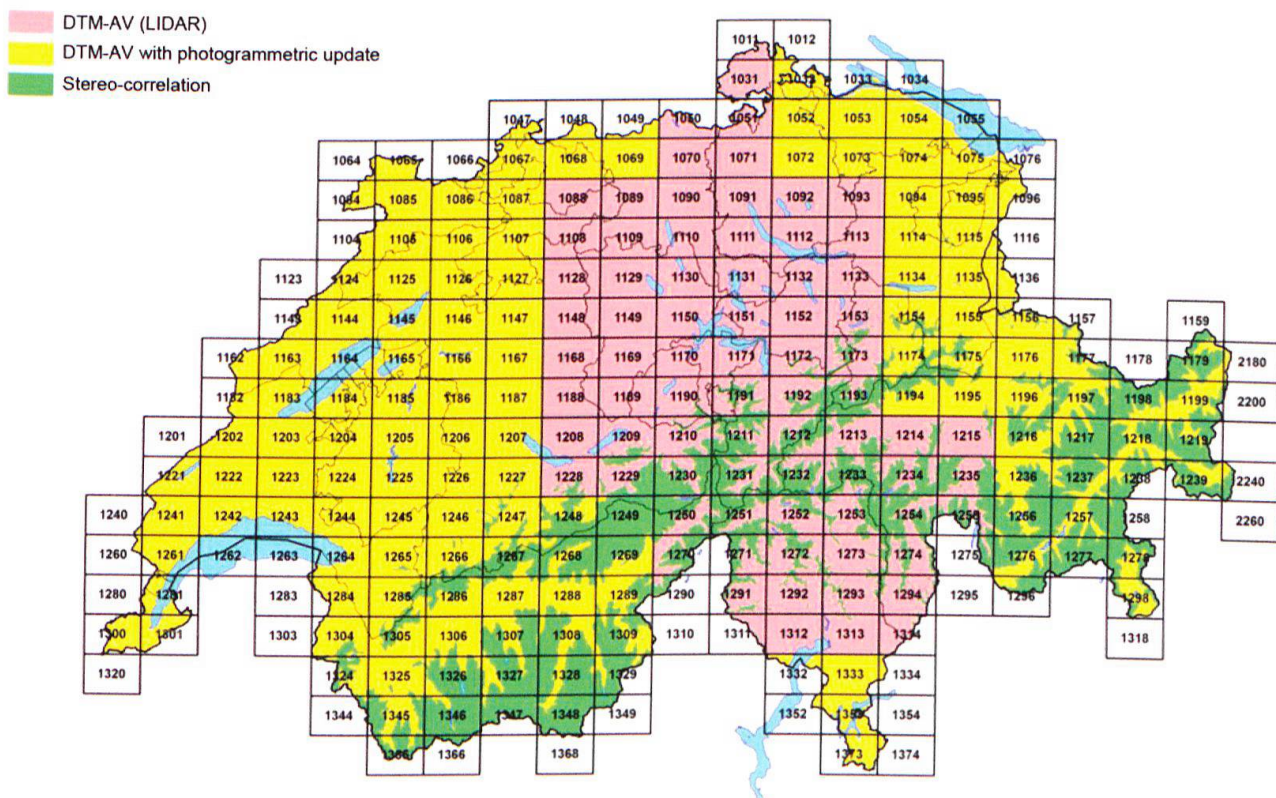 DTM-AV (LIDAR)
DTM-AV with photogrammetric update
Stereo-correlation
1011 1012
1031 1032 1033 1034
1047 1048 1049 1050 1051 1052 1053 1054 1055
1064 1065 1066 1067 1068 1069 1070 1071 1072 1073 1074 1075 1076
1084 1085 1086 1087 1088 1089 1090 1091 1092 1093 1094 1095 1096
1104 1105 1106 1107 1108 1109 1110 1111 1112 1113 1114 1115 1116
1123 1124 1125 1126 1127 1128 1129 1130 1131 1132 1133 1134 1135 1136
1143 1144 1145 1146 1147 1148 1149 1150 1151 1152 1153 1154 1155 1156 1157 1159
1162 1163 1164 1165 1166 1167 1168 1169 1170 1171 1172 1173 1174 1175 1176 1177 1178 1179 2180
1182 1183 1184 1185 1186 1187 1188 1189 1190 1191 1192 1193 1194 1195 1196 1197 1198 1199 2200
1201 1202 1203 1204 1205 1206 1207 1208 1209 1210 1211 1212 1213 1214 1215 1216 1217 1218 1219
1221 1222 1223 1224 1225 1226 1227 1228 1229 1230 1231 1232 1233 1234 1235 1236 1237 1238 1239 2240
1240 1241 1242 1243 1244 1245 1246 1247 1248 1249 1250 1251 1252 1253 1254 1255 1256 1257 258 2260
1260 1261 1262 1263 1264 1265 1266 1267 1268 1269 1270 1271 1272 1273 1274 1275 1276 1277 1278
1280 1281 1283 1284 1285 1286 1287 1288 1289 1290 1291 1292 1293 1294 1295 1296 1298
1300 1301 1303 1304 1305 1306 1307 1308 1309 1310 1311 1312 1313 1314 1318
1320 1324 1325 1326 1327 1328 1329 1332 1333 1334
1344 1345 1346 1347 1348 1349 1352 1353 1354
1366 1368 1373 1374